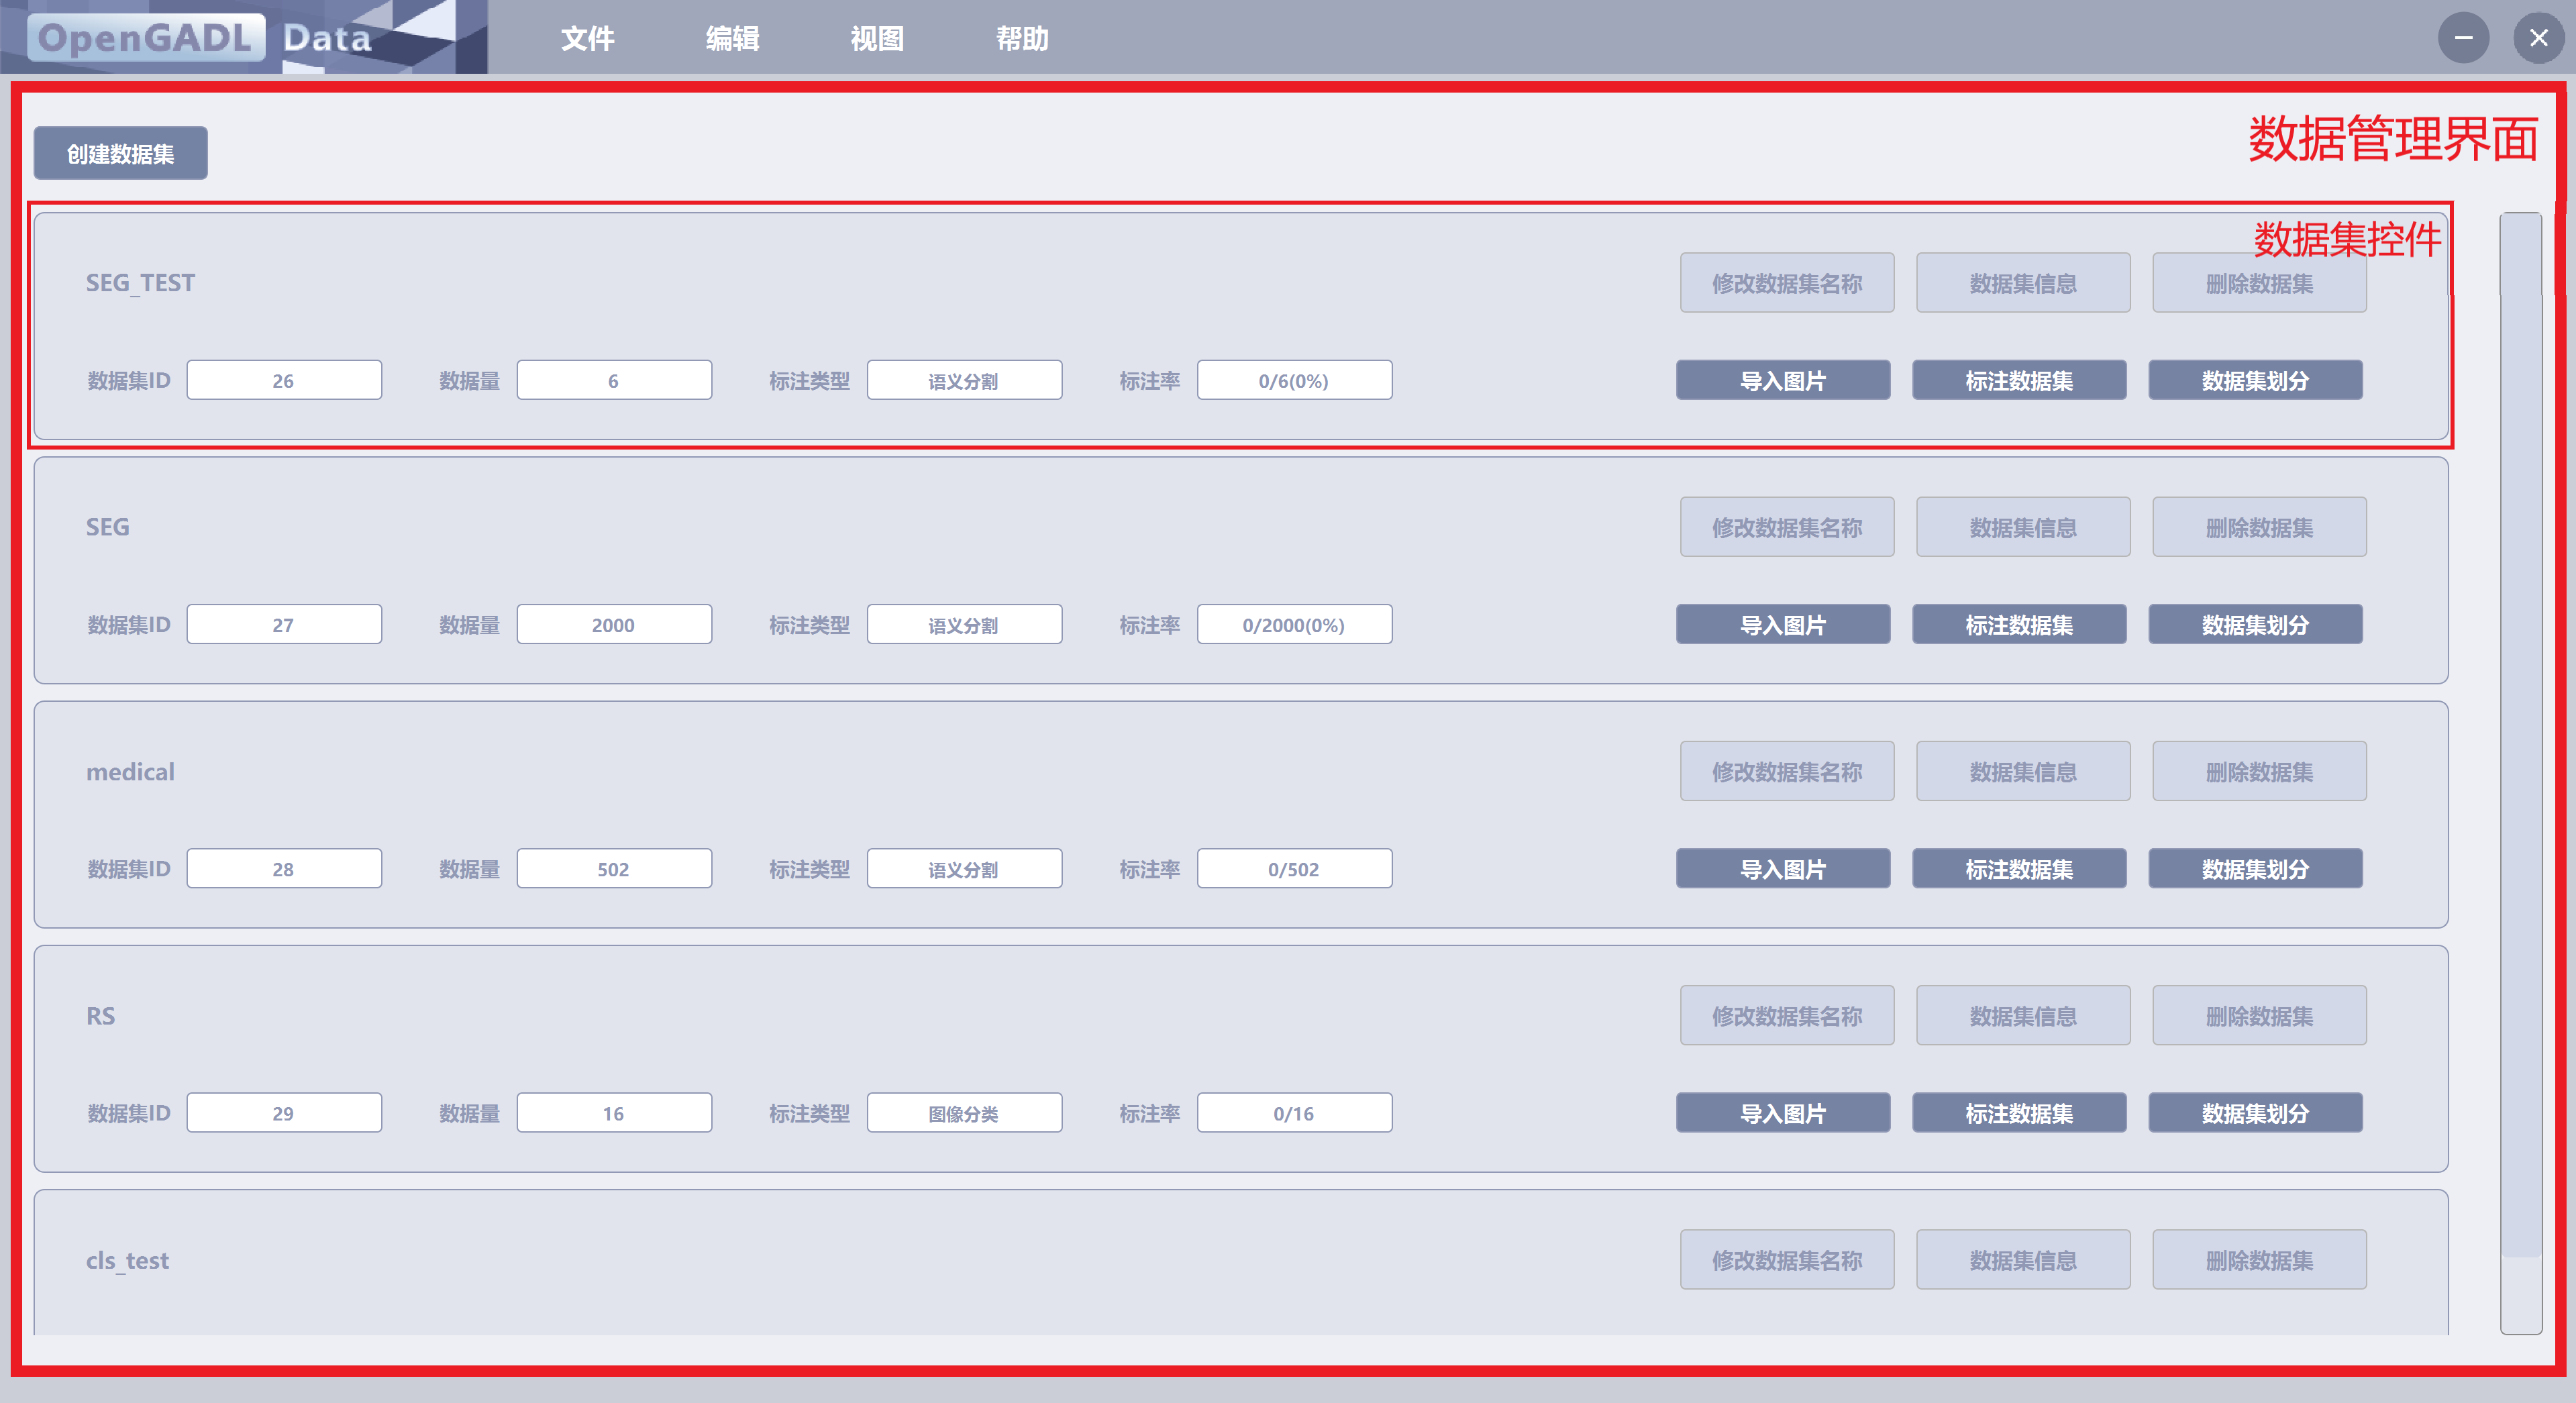 OpenGADL Data 文件 编辑 视图 帮助
数据管理界面
创建数据集
数据集控件
SEG_TEST 修改数据集名称 数据集信息 删除数据集
数据集ID 26 数据量 6 标注类型 语义分割 标注率 0/6(0%) 导入图片 标注数据集 数据集划分
SEG 修改数据集名称 数据集信息 删除数据集
数据集ID 27 数据量 2000 标注类型 语义分割 标注率 0/2000(0%) 导入图片 标注数据集 数据集划分
medical 修改数据集名称 数据集信息 删除数据集
数据集ID 28 数据量 502 标注类型 语义分割 标注率 0/502 导入图片 标注数据集 数据集划分
RS 修改数据集名称 数据集信息 删除数据集
数据集ID 29 数据量 16 标注类型 图像分类 标注率 0/16 导入图片 标注数据集 数据集划分
cls_test 修改数据集名称 数据集信息 删除数据集